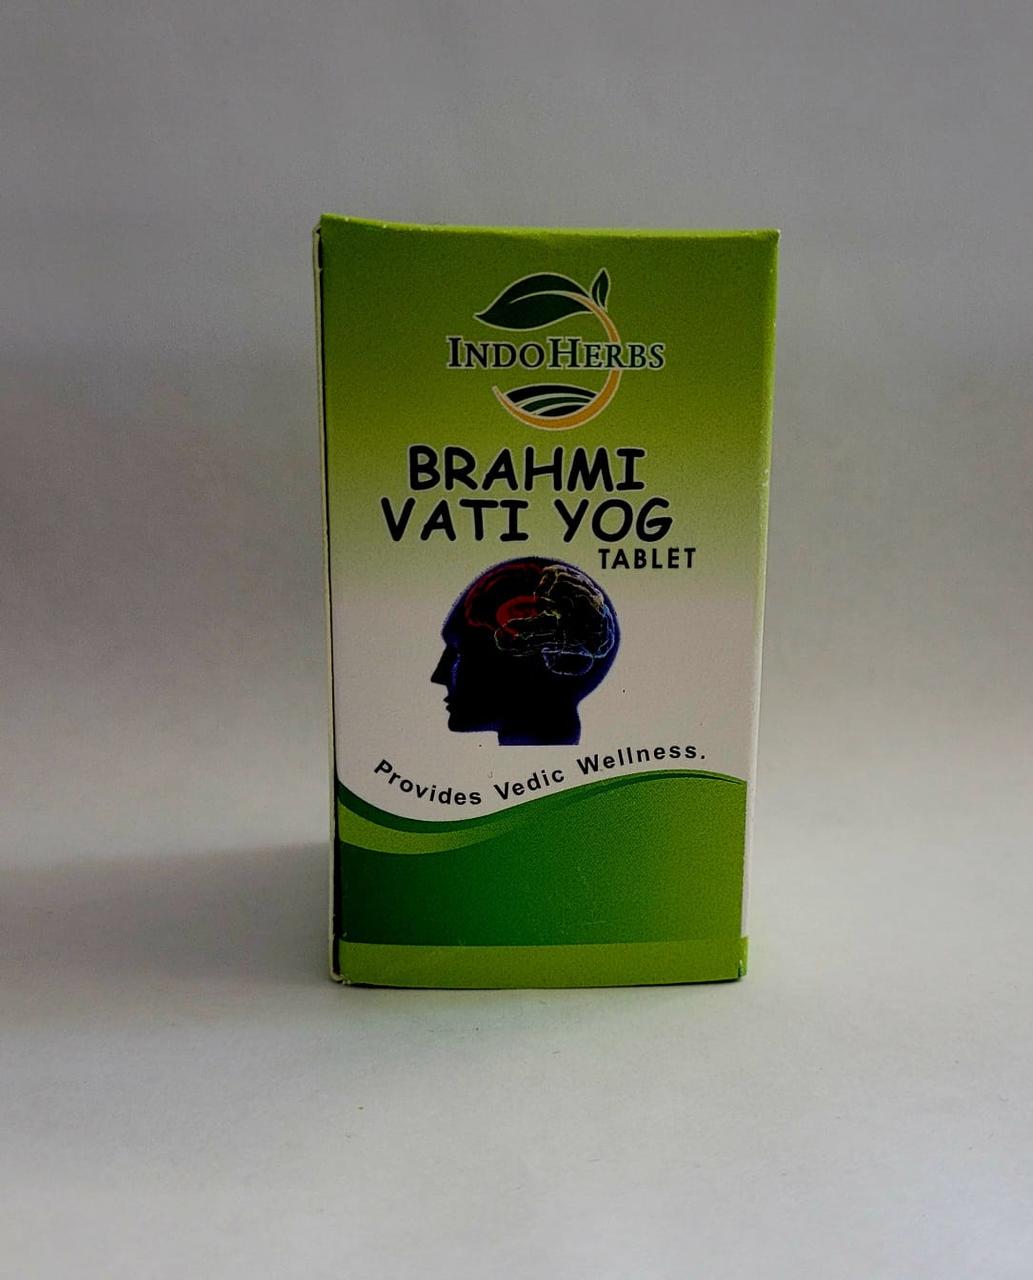 INDOHERBS
BRAHMI
VATI YOG
TABLET
Provides Vedic Wellness.